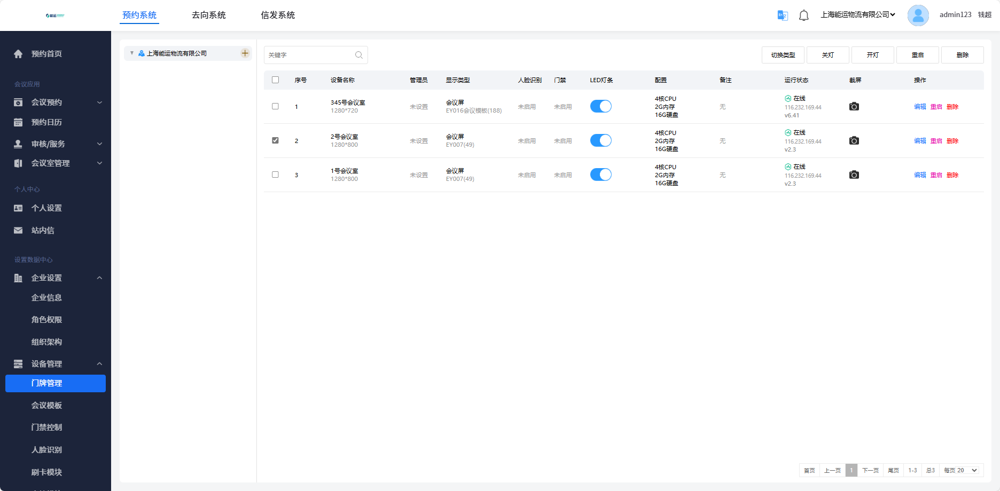 能运
预约系统
去向系统
信发系统
上海能运物流有限公司
admin123
钱超
预约首页
会议应用
会议预约
预约日历
审核/服务
会议室管理
个人中心
个人设置
站内信
设置数据中心
企业设置
企业信息
角色权限
组织架构
设备管理
门牌管理
会议模板
门禁控制
人脸识别
刷卡模块
上海能运物流有限公司
关键字
切换类型
关灯
开灯
重启
删除
序号 设备名称 管理员 显示类型 人脸识别 门禁 LED灯条 配置 备注 运行状态 截屏 操作
1
345号会议室
1280*720
未设置
会议屏
EY016会议模板(188)
未启用
未启用
4核CPU
2G内存
16G硬盘
无
在线
116.232.169.44
v6.41
编辑 重启 删除
2
2号会议室
1280*800
未设置
会议屏
EY007(49)
未启用
未启用
4核CPU
2G内存
16G硬盘
无
在线
116.232.169.44
v2.3
编辑 重启 删除
3
1号会议室
1280*800
未设置
会议屏
EY007(49)
未启用
未启用
4核CPU
2G内存
16G硬盘
无
在线
116.232.169.44
v2.3
编辑 重启 删除
首页 上一页 1 下一页 尾页 1-3 总3 每页 20